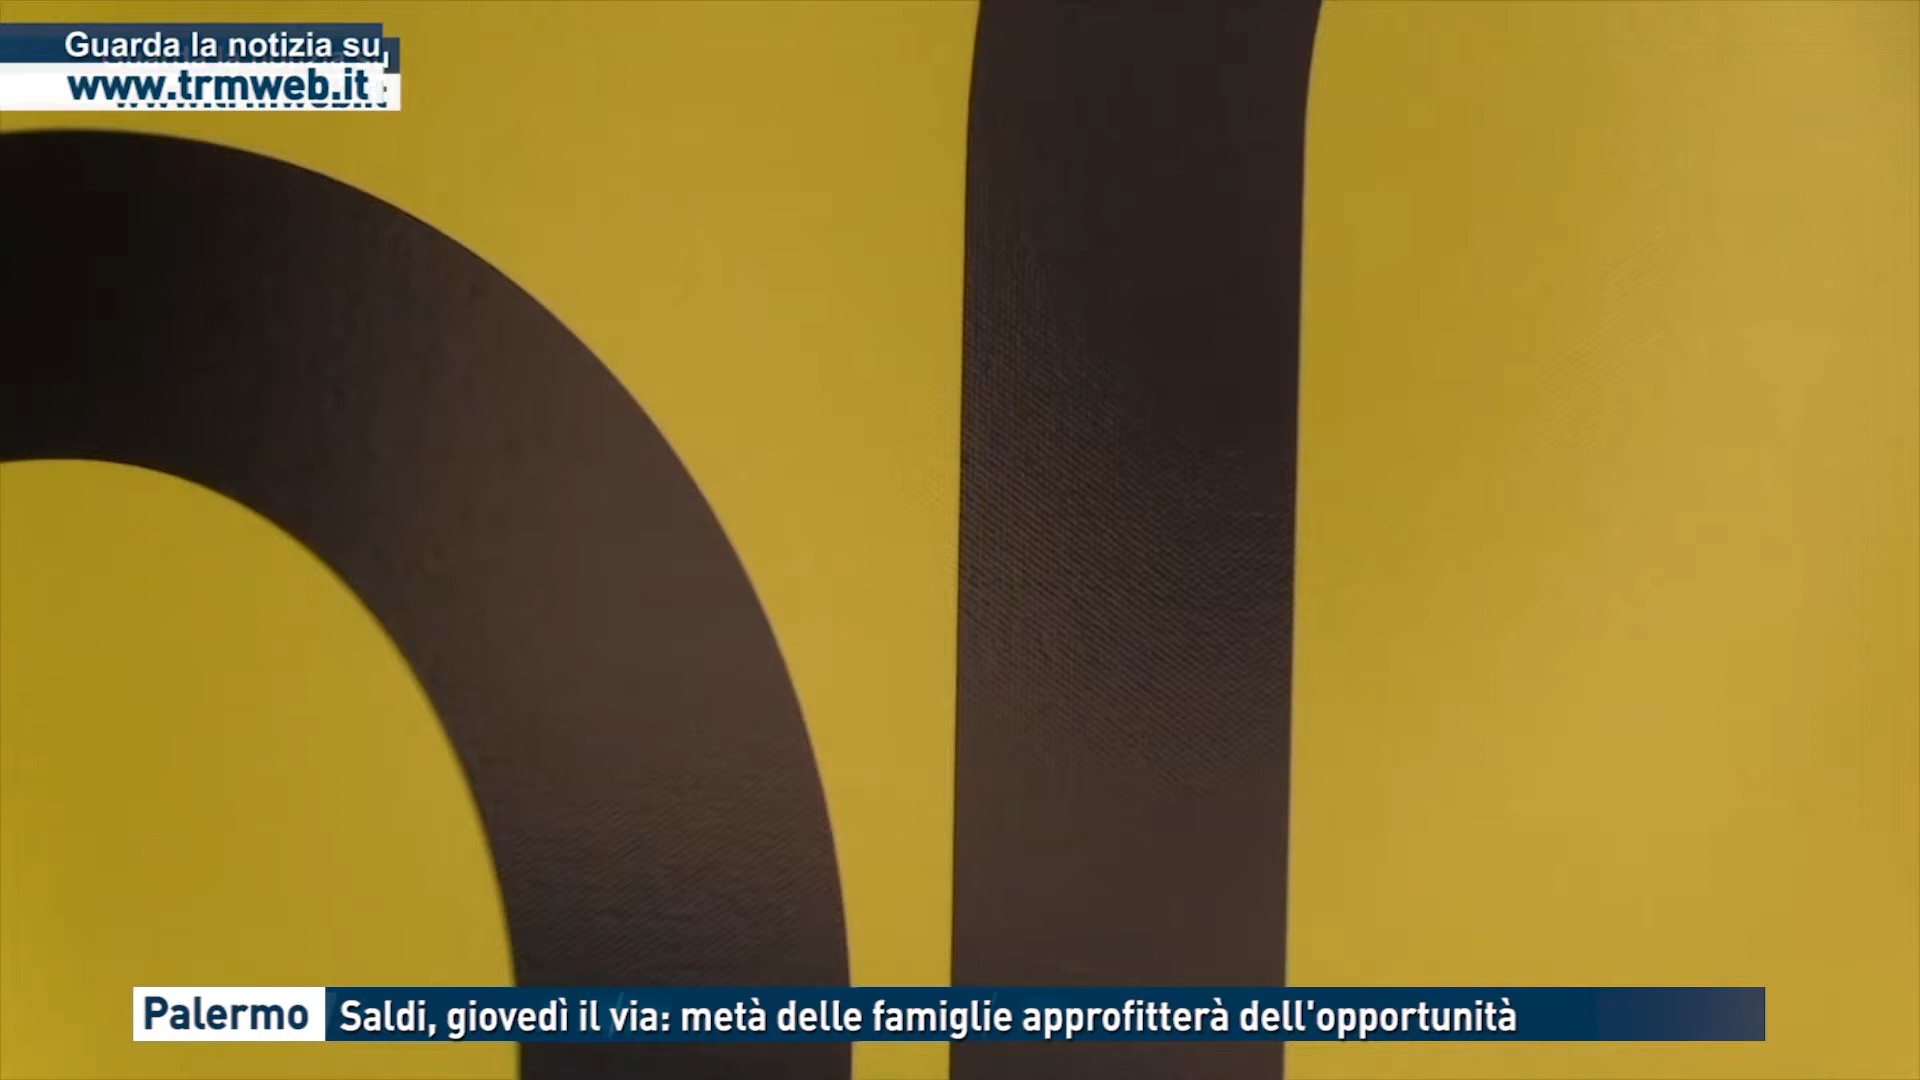 Guarda la notizia su
www.trmweb.it
Palermo
Saldi, giovedì il via: metà delle famiglie approfitterà dell'opportunità